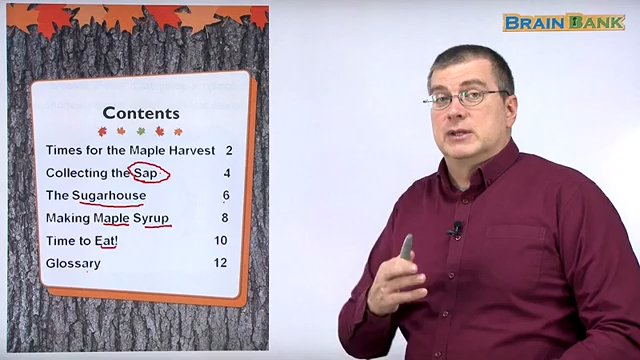 BRAIN BANK
Contents
Times for the Maple Harvest 2
Collecting the Sap 4
The Sugarhouse 6
Making Maple Syrup 8
Time to Eat! 10
Glossary 12